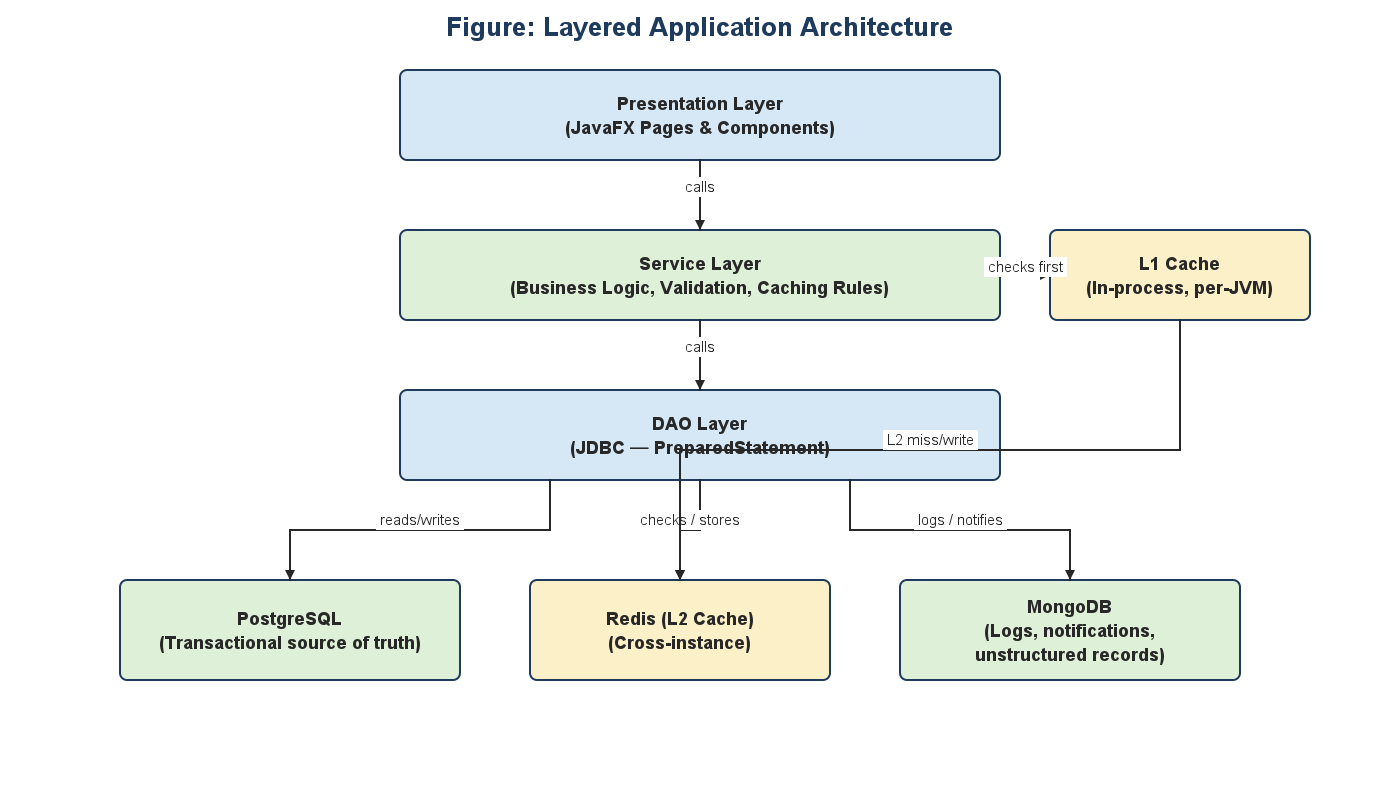 Figure: Layered Application Architecture
Presentation Layer
(JavaFX Pages & Components)
calls
Service Layer
(Business Logic, Validation, Caching Rules)
checks first
L1 Cache
(In-process, per-JVM)
calls
DAO Layer
(JDBC — PreparedStatement)
L2 miss/write
reads/writes
checks / stores
logs / notifies
PostgreSQL
(Transactional source of truth)
Redis (L2 Cache)
(Cross-instance)
MongoDB
(Logs, notifications,
unstructured records)